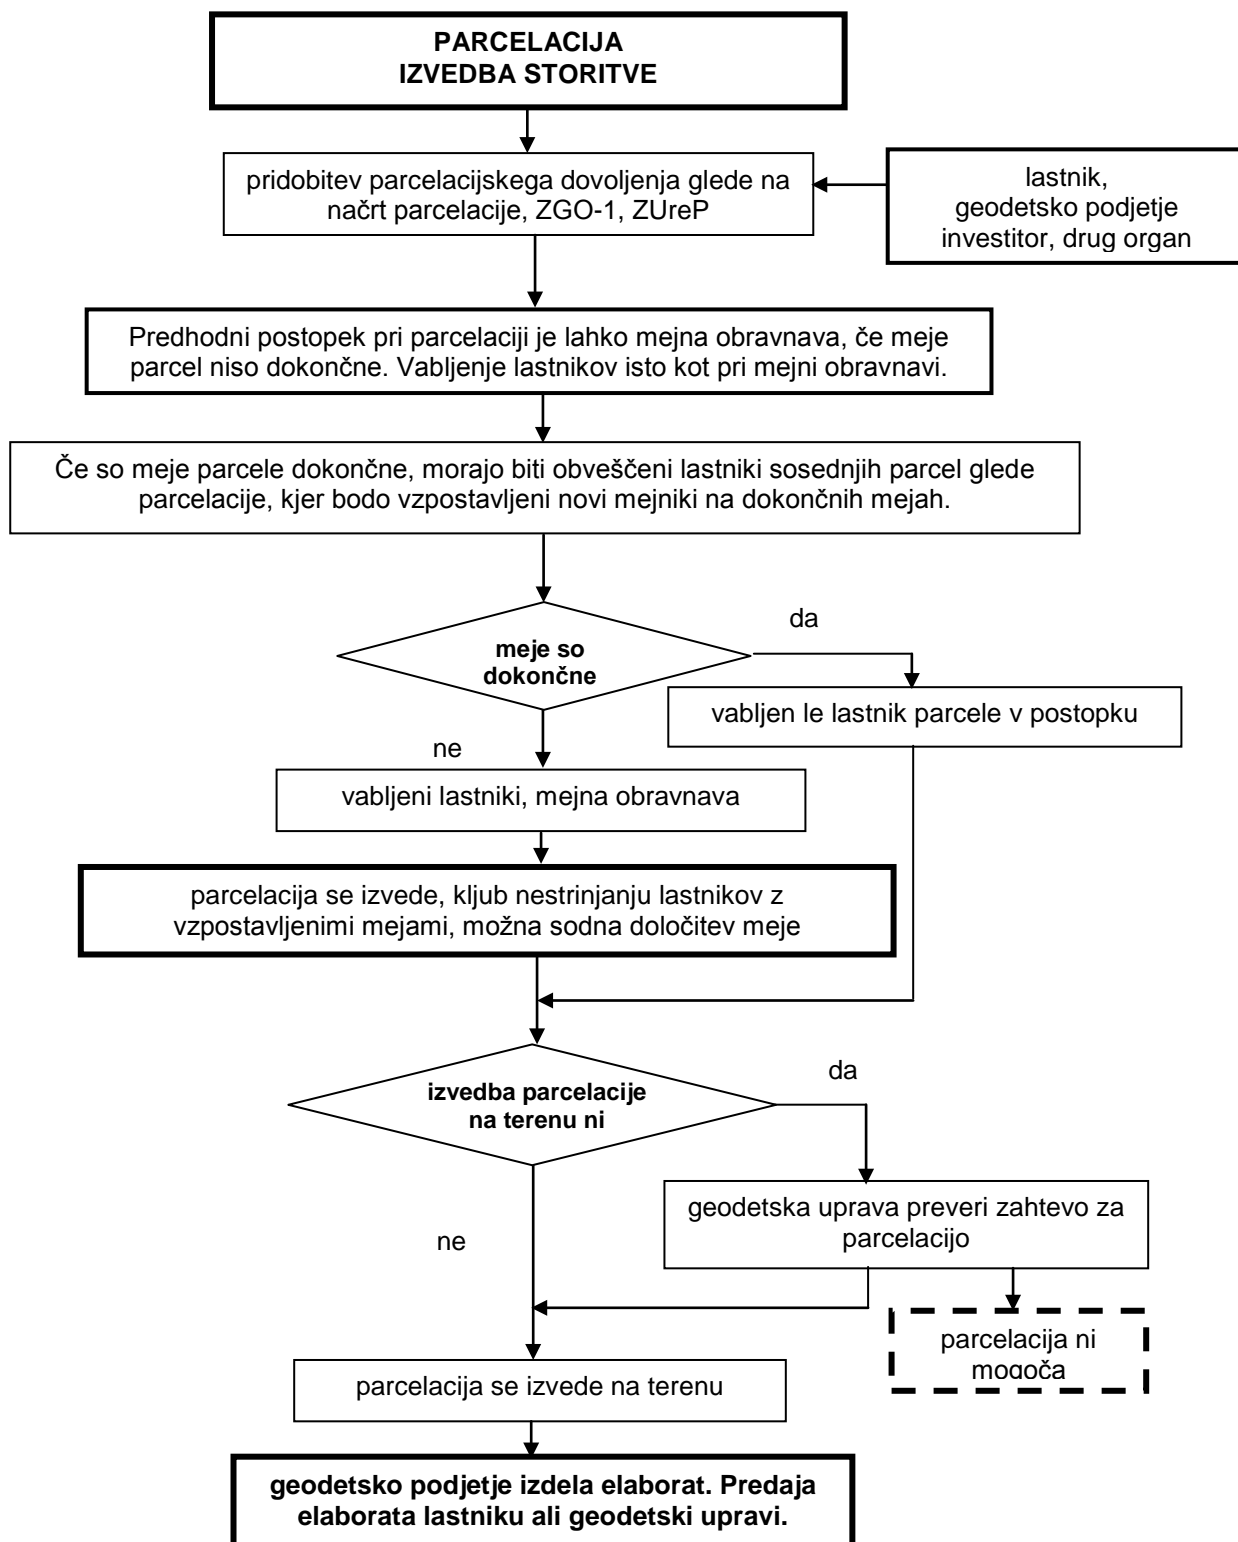 PARCELACIJA
IZVEDBA STORITVE
pridobitev parcelacijskega dovoljenja glede na
načrt parcelacije, ZGO-1, ZUreP
lastnik,
geodetsko podjetje
investitor, drug organ
Predhodni postopek pri parcelaciji je lahko mejna obravnava, če meje
parcel niso dokončne. Vabljenje lastnikov isto kot pri mejni obravnavi.
Če so meje parcele dokončne, morajo biti obveščeni lastniki sosednjih parcel glede
parcelacije, kjer bodo vzpostavljeni novi mejniki na dokončnih mejah.
meje so
dokončne
da
vabljen le lastnik parcele v postopku
ne
vabljeni lastniki, mejna obravnava
parcelacija se izvede, kljub nestrinjanju lastnikov z
vzpostavljenimi mejami, možna sodna določitev meje
izvedba parcelacije
na terenu ni
da
geodetska uprava preveri zahtevo za
parcelacijo
ne
parcelacija ni
mogoča
parcelacija se izvede na terenu
geodetsko podjetje izdela elaborat. Predaja
elaborata lastniku ali geodetski upravi.